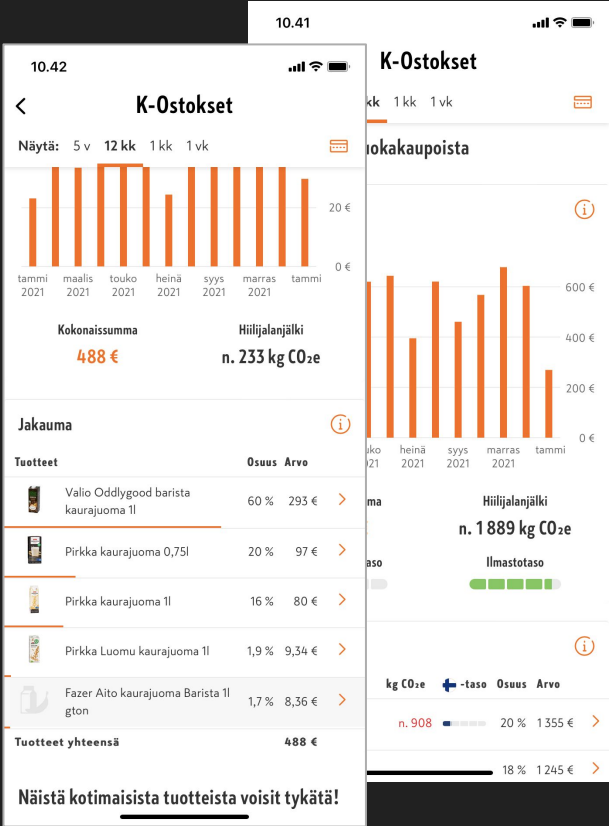 10.41
K-Ostokset
kk 1 kk 1 vk
okakaupoista
600 €
400 €
200 €
0 €
uko heinä syys marras tammi
021 2021 2021 2021
ma Hiilijalanjälki
€ n. 1 889 kg CO₂e
aso Ilmastotaso
kg CO₂e -taso Osuus Arvo
n. 908 20 % 1 355 €
18 % 1 245 €
10.42
K-Ostokset
Näytä: 5 v 12 kk 1 kk 1 vk
20 €
0 €
tammi maalis touko heinä syys marras tammi
2021 2021 2021 2021 2021 2021
Kokonaissumma Hiilijalanjälki
488 € n. 233 kg CO₂e
Jakauma
Tuotteet Osuus Arvo
Valio Oddlygood barista
kaurajuoma 1l 60 % 293 €
Pirkka kaurajuoma 0,75l 20 % 97 €
Pirkka kaurajuoma 1l 16 % 80 €
Pirkka Luomu kaurajuoma 1l 1,9 % 9,34 €
Fazer Aito kaurajuoma Barista 1l
gton 1,7 % 8,36 €
Tuotteet yhteensä 488 €
Näistä kotimaisista tuotteista voisit tykätä!